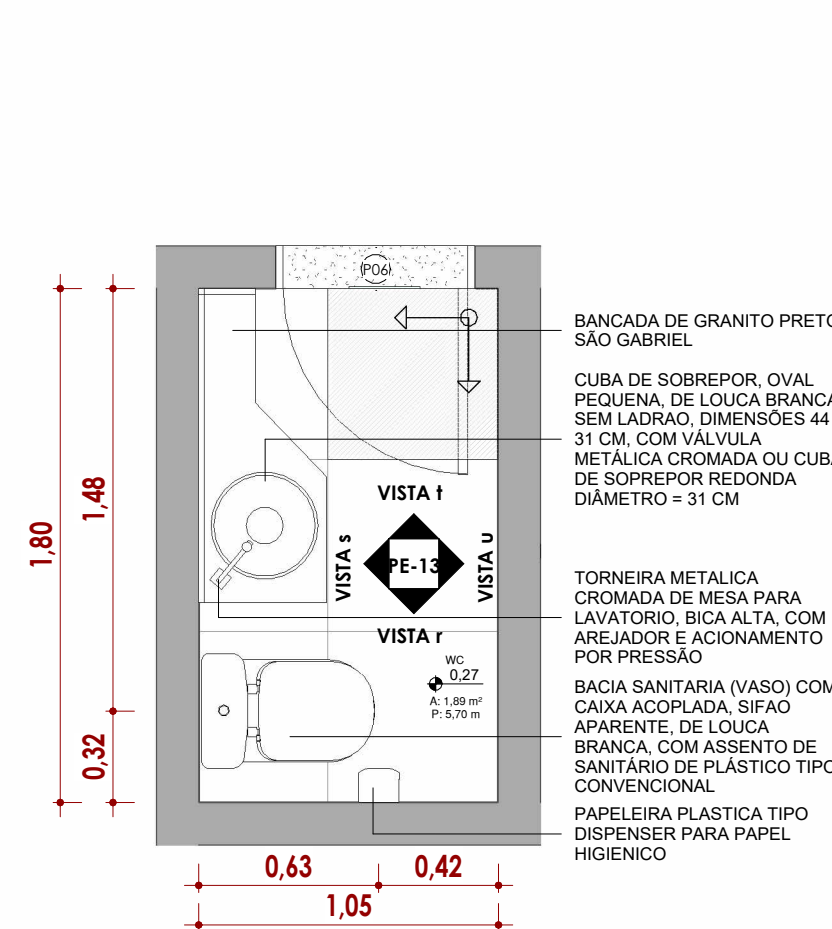 P06
BANCADA DE GRANITO PRETO
SÃO GABRIEL
CUBA DE SOBREPOR, OVAL
PEQUENA, DE LOUCA BRANCA
SEM LADRAO, DIMENSÕES 44
31 CM, COM VÁLVULA
METÁLICA CROMADA OU CUBA
DE SOPREPOR REDONDA
DIÂMETRO = 31 CM
1,80
1,48
0,32
VISTA t
VISTA s
PE-13
VISTA u
VISTA r
TORNEIRA METALICA
CROMADA DE MESA PARA
LAVATORIO, BICA ALTA, COM
AREJADOR E ACIONAMENTO
POR PRESSÃO
WC
0,27
A: 1,89 m²
P: 5,70 m
BACIA SANITARIA (VASO) COM
CAIXA ACOPLADA, SIFAO
APARENTE, DE LOUCA
BRANCA, COM ASSENTO DE
SANITÁRIO DE PLÁSTICO TIPO
CONVENCIONAL
PAPELEIRA PLASTICA TIPO
DISPENSER PARA PAPEL
HIGIENICO
0,63
0,42
1,05